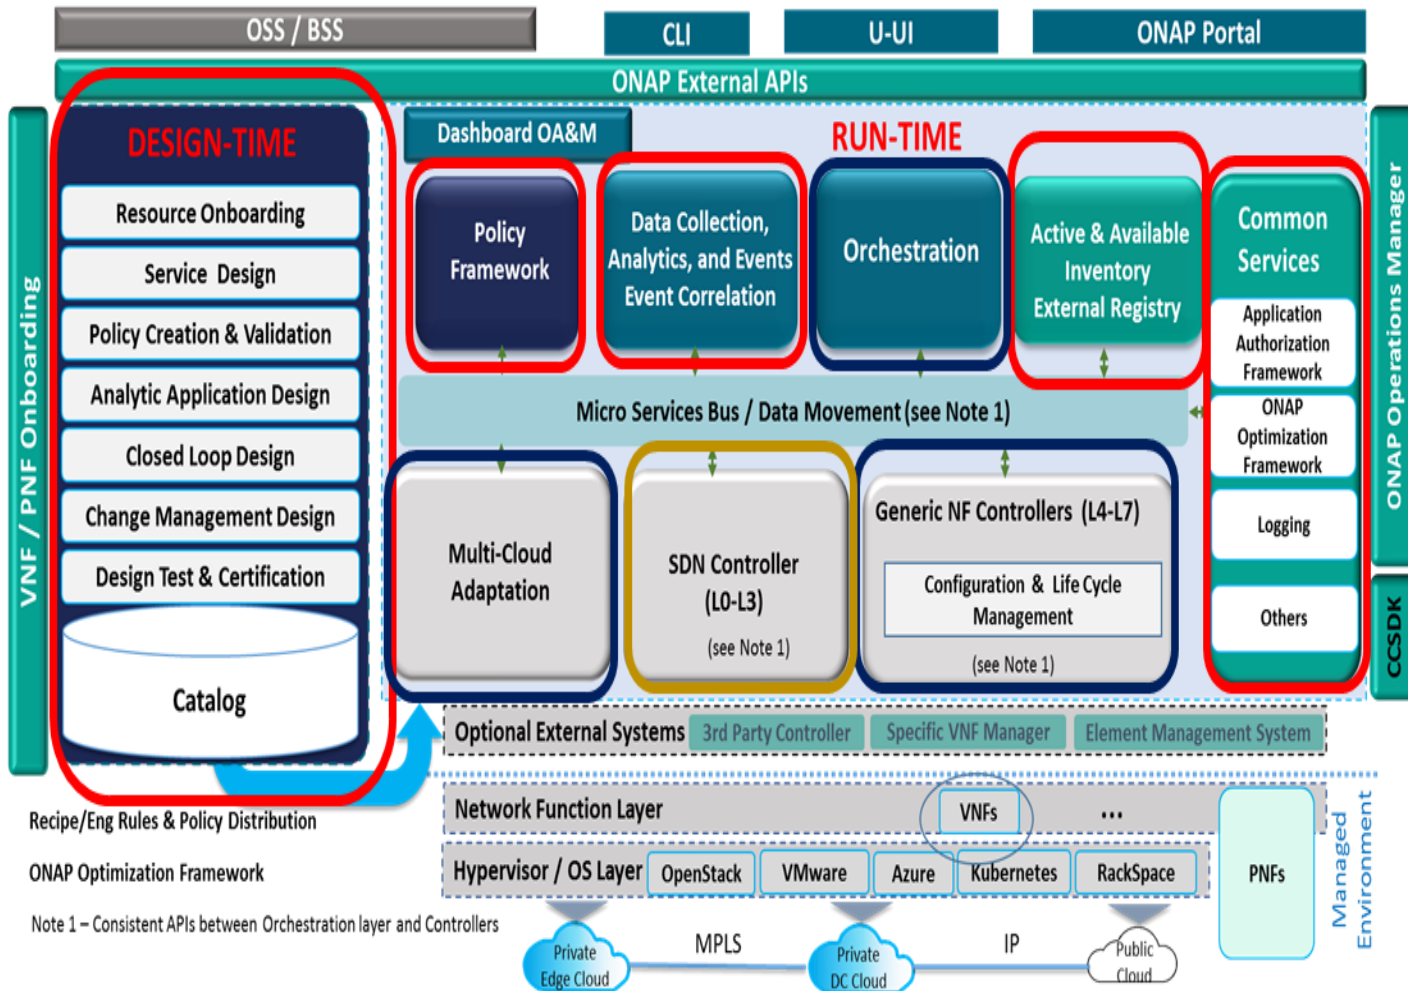 OSS / BSS
CLI
U-UI
ONAP Portal
ONAP External APIs
VNF / PNF Onboarding
DESIGN-TIME
Resource Onboarding
Service Design
Policy Creation & Validation
Analytic Application Design
Closed Loop Design
Change Management Design
Design Test & Certification
Catalog
Dashboard OA&M
RUN-TIME
Policy
Framework
Data Collection,
Analytics, and Events
Event Correlation
Orchestration
Active & Available
Inventory
External Registry
Common
Services
Application
Authorization
Framework
ONAP
Optimization
Framework
Logging
Others
ONAP Operations Manager
CCSDK
Micro Services Bus / Data Movement (see Note 1)
Multi-Cloud
Adaptation
SDN Controller
(L0-L3)
(see Note 1)
Generic NF Controllers (L4-L7)
Configuration & Life Cycle
Management
(see Note 1)
Optional External Systems
3rd Party Controller
Specific VNF Manager
Element Management System
Network Function Layer
VNFs
...
Hypervisor / OS Layer
OpenStack
VMware
Azure
Kubernetes
RackSpace
PNFs
Managed
Environment
Recipe/Eng Rules & Policy Distribution
ONAP Optimization Framework
Note 1 – Consistent APIs between Orchestration layer and Controllers
Private
Edge Cloud
MPLS
Private
DC Cloud
IP
Public
Cloud